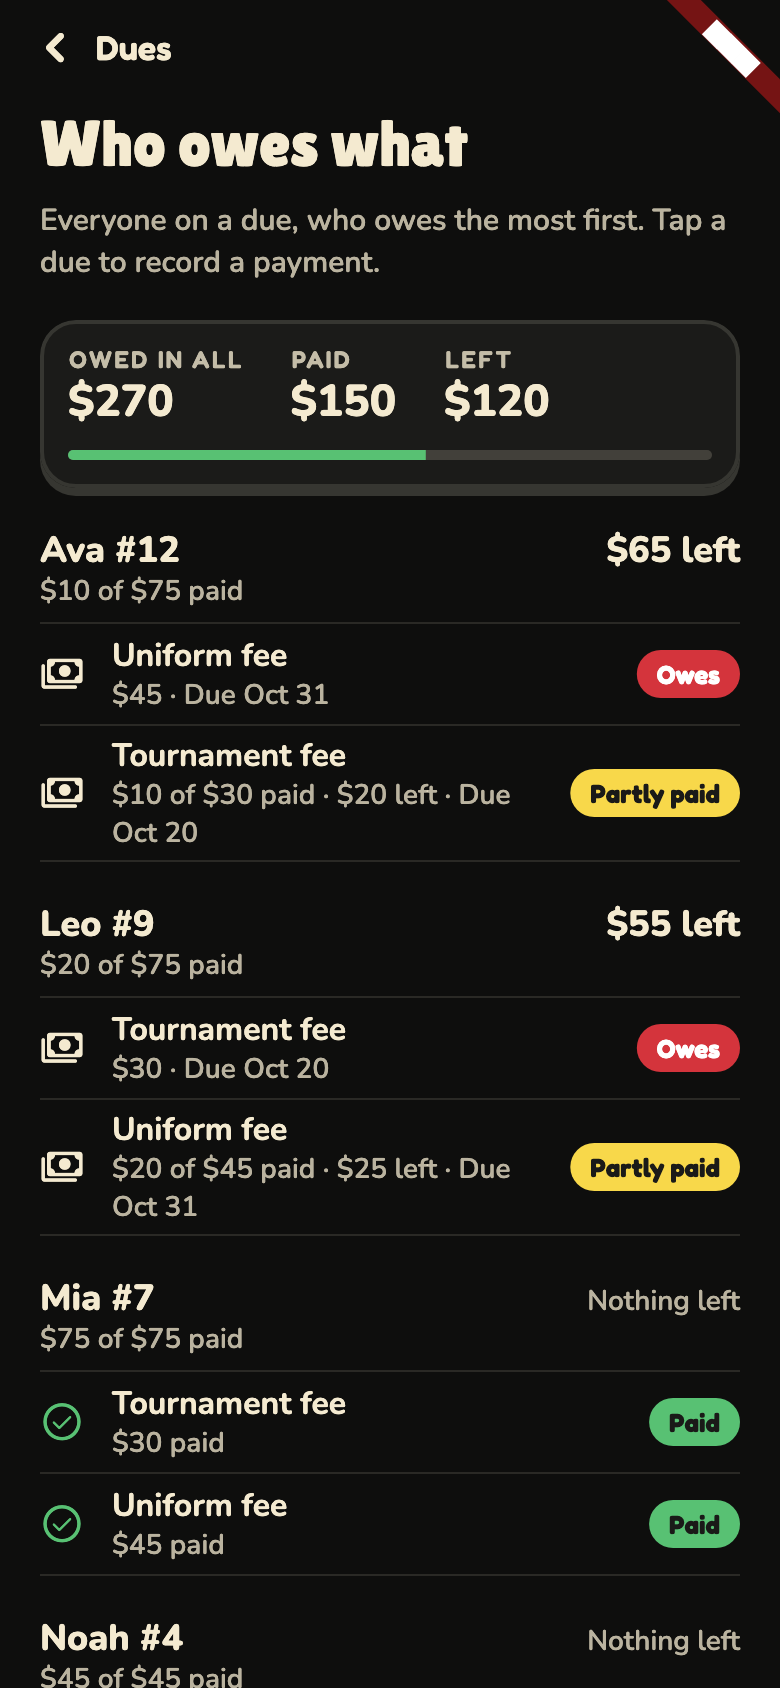 Dues
Who owes what
Everyone on a due, who owes the most first. Tap a
due to record a payment.
OWED IN ALL PAID LEFT
$270 $150 $120
Ava #12 $65 left
$10 of $75 paid
Uniform fee
$45 · Due Oct 31 Owes
Tournament fee
$10 of $30 paid · $20 left · Due Partly paid
Oct 20
Leo #9 $55 left
$20 of $75 paid
Tournament fee
$30 · Due Oct 20 Owes
Uniform fee
$20 of $45 paid · $25 left · Due Partly paid
Oct 31
Mia #7 Nothing left
$75 of $75 paid
Tournament fee
$30 paid Paid
Uniform fee
$45 paid Paid
Noah #4 Nothing left
$45 of $45 paid